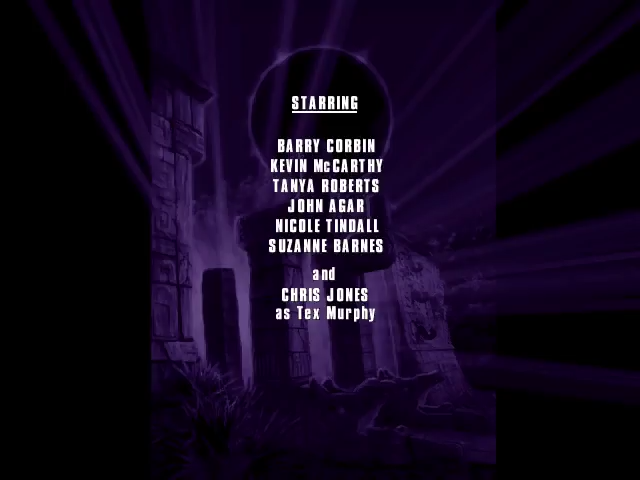 STARRING
BARRY CORBIN
KEVIN McCARTHY
TANYA ROBERTS
JOHN AGAR
NICOLE TINDALL
SUZANNE BARNES
and
CHRIS JONES
as Tex Murphy